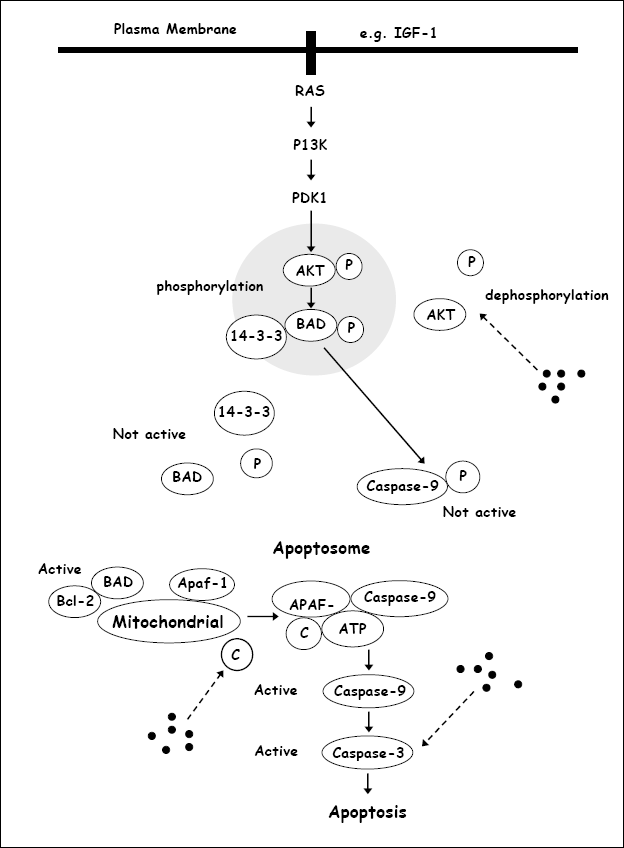 Plasma Membrane
e.g. IGF-1
RAS
P13K
PDK1
AKT
P
phosphorylation
BAD
P
14-3-3
P
dephosphorylation
AKT
14-3-3
Not active
P
BAD
Caspase-9
P
Not active
Apoptosome
Active
BAD
Bcl-2
Apaf-1
Mitochondrial
C
APAF-
Caspase-9
C
ATP
Active
Caspase-9
Active
Caspase-3
Apoptosis